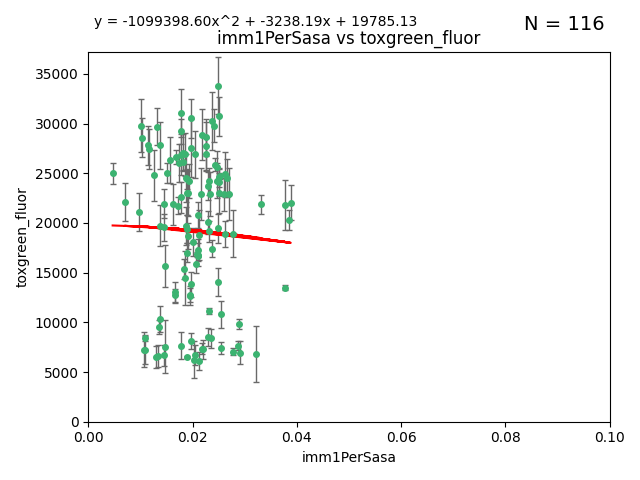 y = -1099398.60x^2 + -3238.19x + 19785.13
N = 116
imm1PerSasa vs toxgreen_fluor
35000
30000
25000
20000
15000
10000
5000
0
toxgreen_fluor
0.00 0.02 0.04 0.06 0.08 0.10
imm1PerSasa